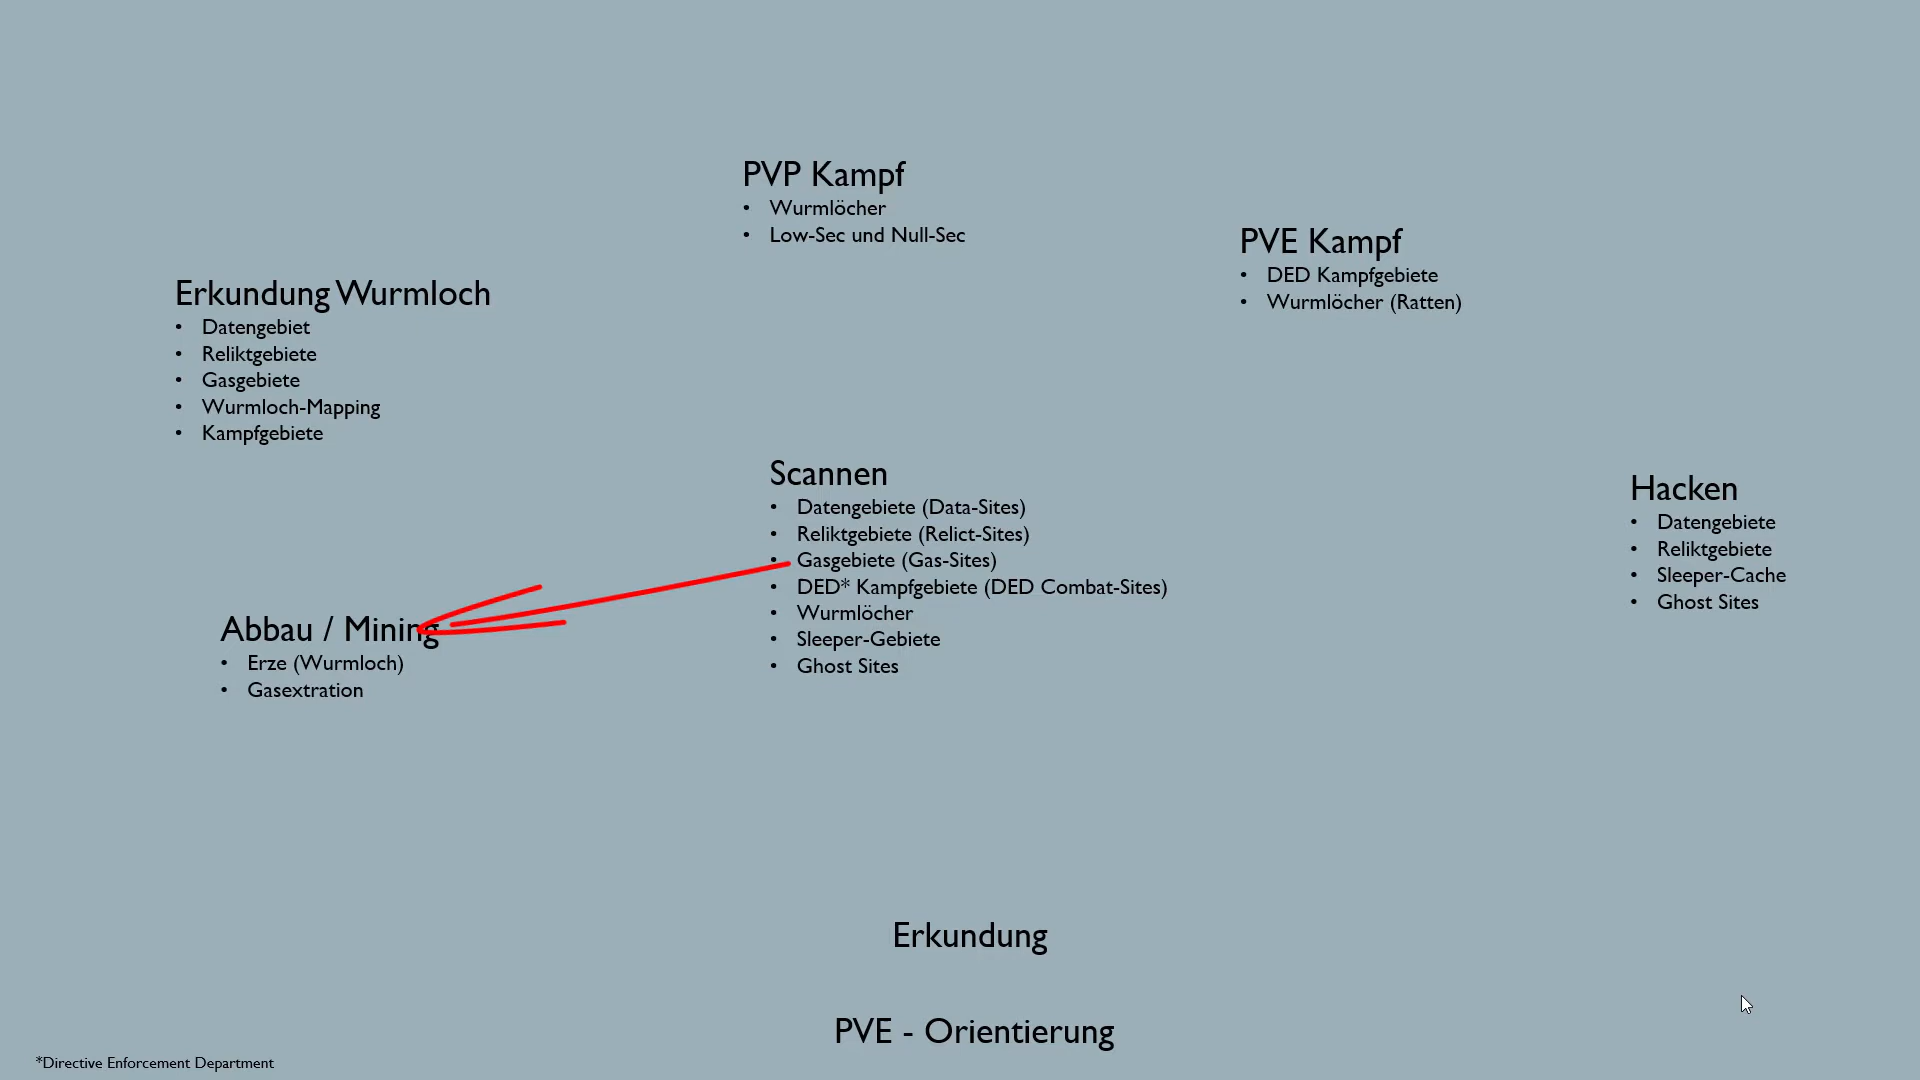 PVP Kampf
• Wurmlöcher
• Low-Sec und Null-Sec
PVE Kampf
• DED Kampfgebiete
• Wurmlöcher (Ratten)
Erkundung Wurmloch
• Datengebiet
• Reliktgebiete
• Gasgebiete
• Wurmloch-Mapping
• Kampfgebiete
Scannen
• Datengebiete (Data-Sites)
• Reliktgebiete (Relict-Sites)
• Gasgebiete (Gas-Sites)
• DED* Kampfgebiete (DED Combat-Sites)
• Wurmlöcher
• Sleeper-Gebiete
• Ghost Sites
Hacken
• Datengebiete
• Reliktgebiete
• Sleeper-Cache
• Ghost Sites
Abbau / Mining
• Erze (Wurmloch)
• Gasextration
Erkundung
PVE - Orientierung
*Directive Enforcement Department